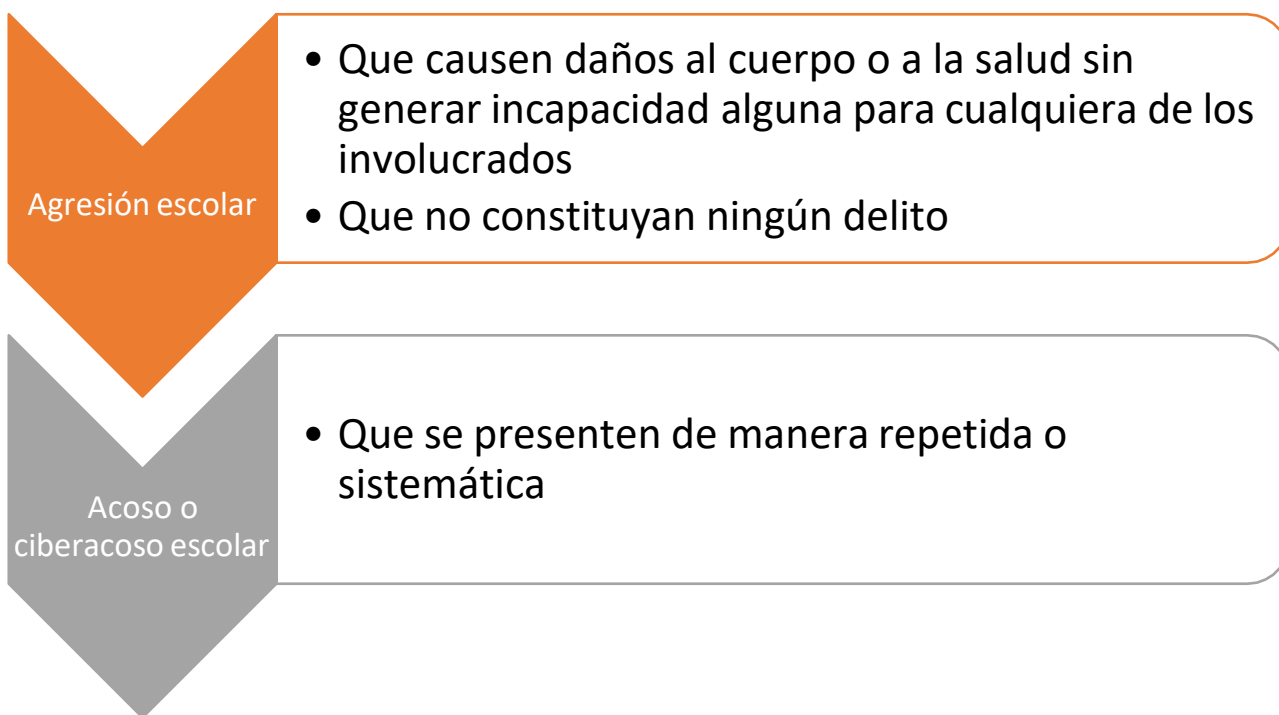 Agresión escolar
• Que causen daños al cuerpo o a la salud sin
generar incapacidad alguna para cualquiera de los
involucrados
• Que no constituyan ningún delito
Acoso o
ciberacoso escolar
• Que se presenten de manera repetida o
sistemática